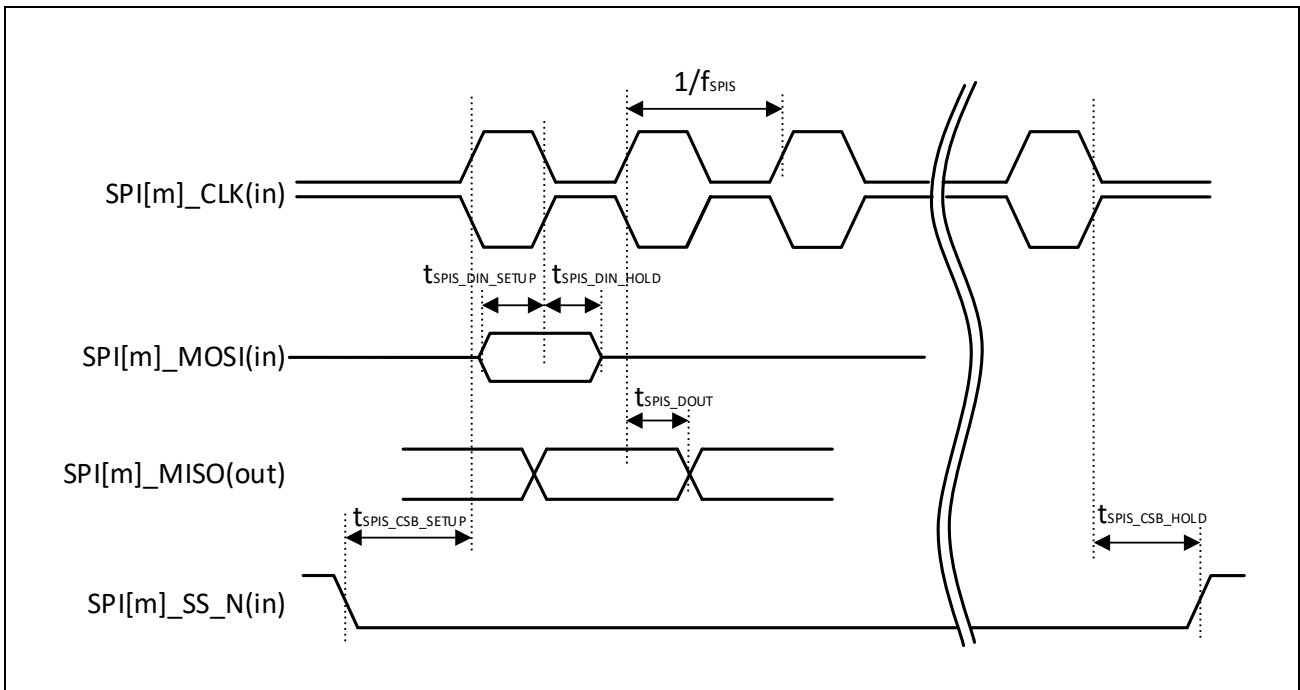 1/fSPIS
SPI[m]_CLK(in)
tSPIS_DIN_SETUP tSPIS_DIN_HOLD
SPI[m]_MOSI(in)
tSPIS_DOUT
SPI[m]_MISO(out)
tSPIS_CSB_SETUP tSPIS_CSB_HOLD
SPI[m]_SS_N(in)